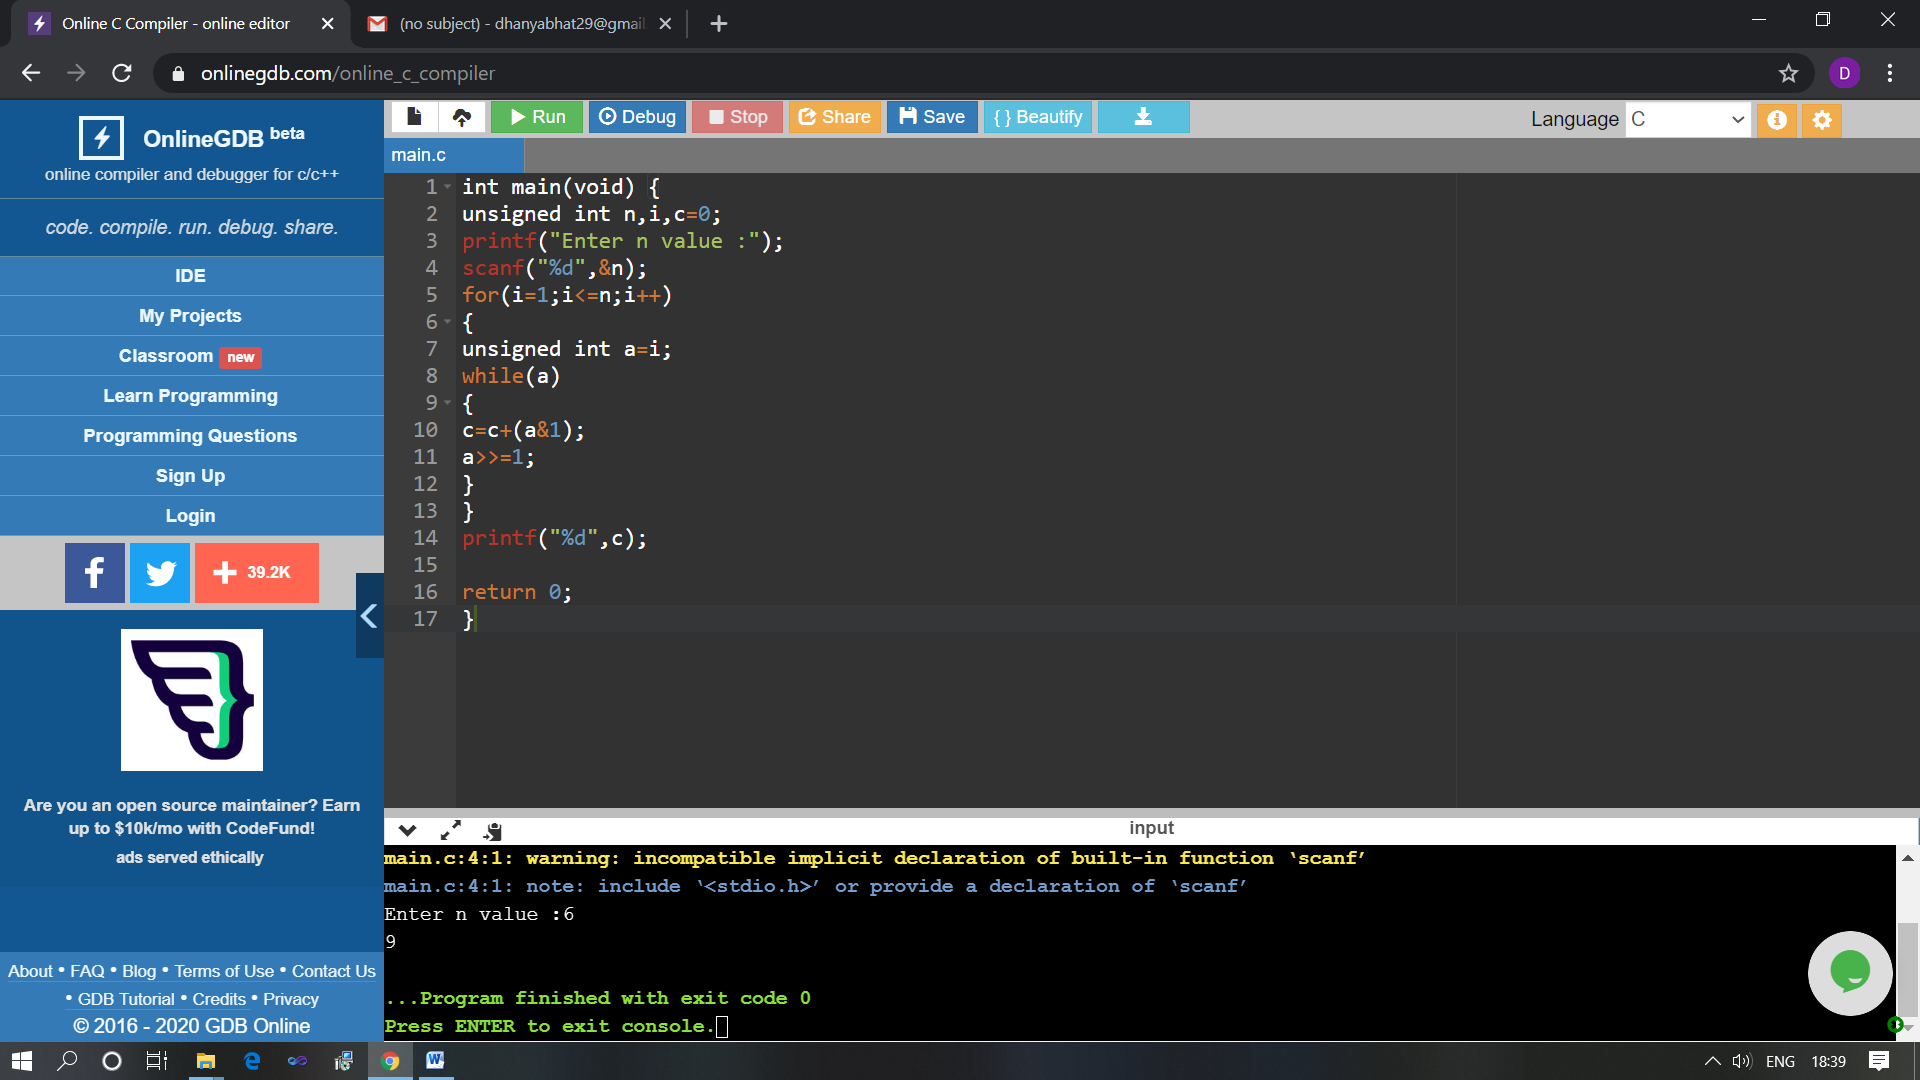 Online C Compiler - online editor
(no subject) - dhanyabhat29@gmail
onlinegdb.com/online_c_compiler
D
OnlineGDB beta
online compiler and debugger for c/c++
code. compile. run. debug. share.
IDE
My Projects
Classroom new
Learn Programming
Programming Questions
Sign Up
Login
39.2K
Are you an open source maintainer? Earn
up to $10k/mo with CodeFund!
ads served ethically
About • FAQ • Blog • Terms of Use • Contact Us
• GDB Tutorial • Credits • Privacy
© 2016 - 2020 GDB Online
Run Debug Stop Share Save { } Beautify
Language C
main.c
1 int main(void) {
2 unsigned int n,i,c=0;
3 printf("Enter n value :");
4 scanf("%d",&n);
5 for(i=1;i<=n;i++)
6 {
7 unsigned int a=i;
8 while(a)
9 {
10 c=c+(a&1);
11 a>>=1;
12 }
13 }
14 printf("%d",c);
15
16 return 0;
17 }
input
main.c:4:1: warning: incompatible implicit declaration of built-in function ‘scanf’
main.c:4:1: note: include ‘<stdio.h>’ or provide a declaration of ‘scanf’
Enter n value :6
9
...Program finished with exit code 0
Press ENTER to exit console.
ENG 18:39